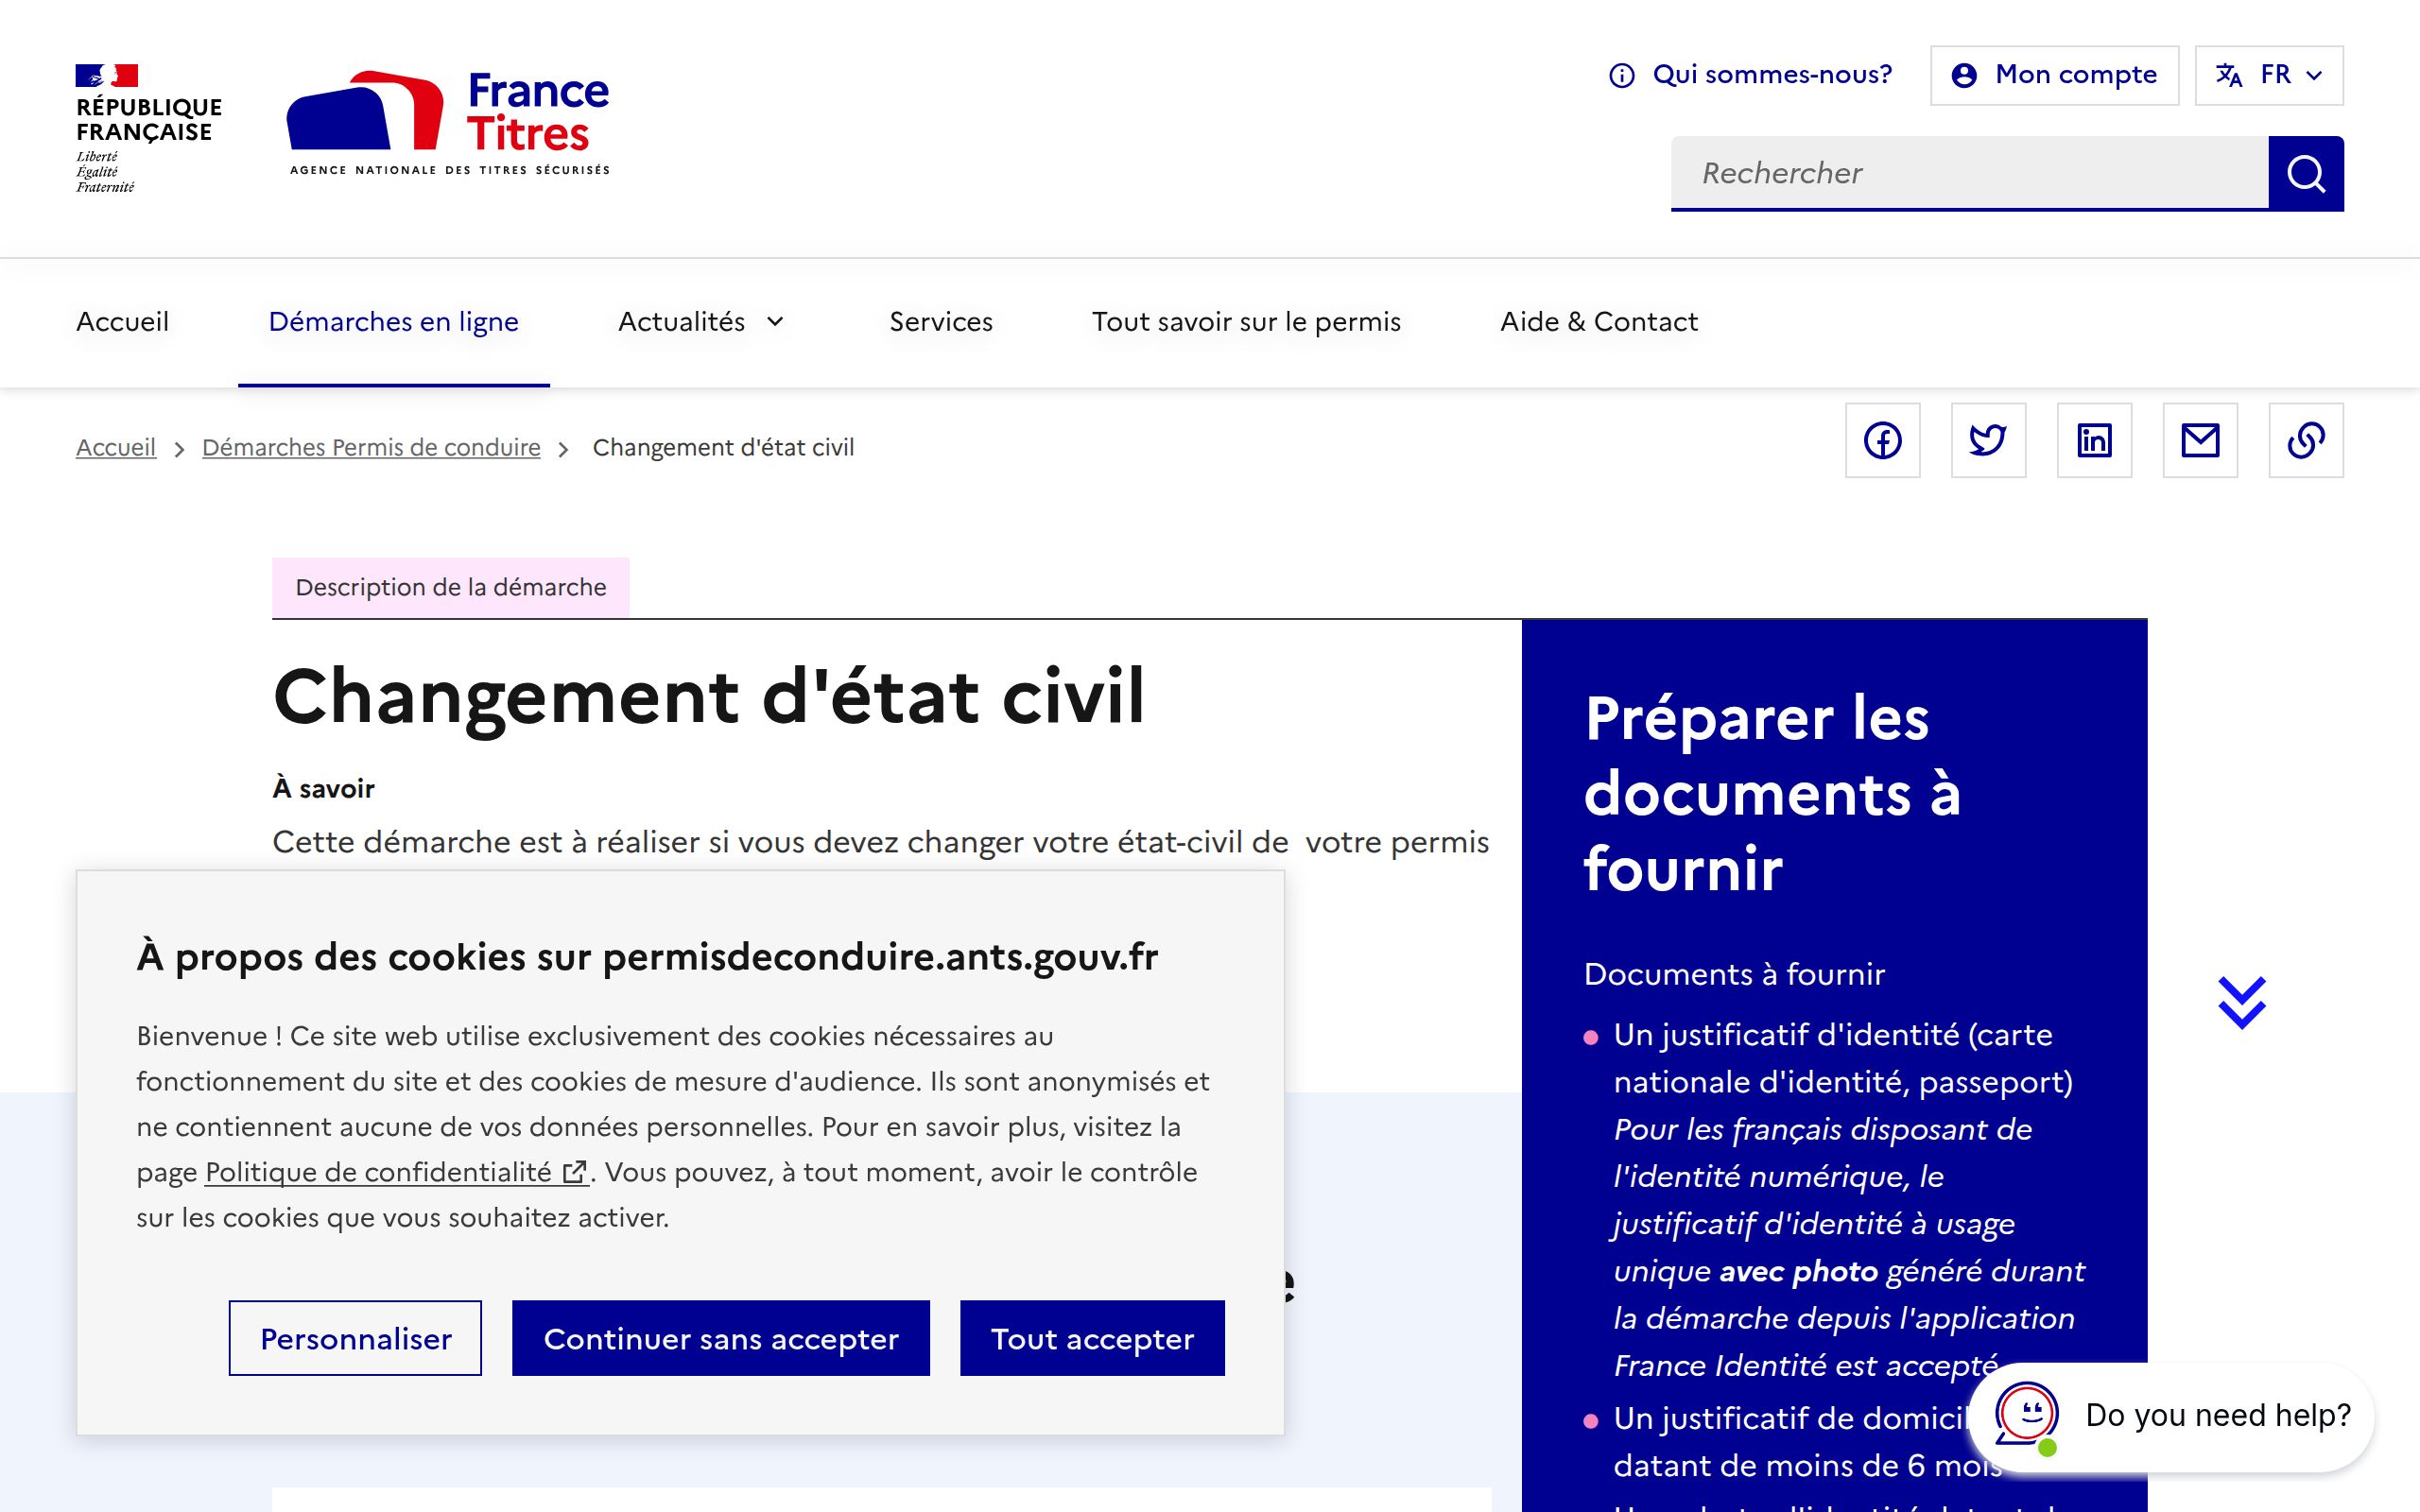 RÉPUBLIQUE
FRANÇAISE
Liberté
Égalité
Fraternité
France
Titres
AGENCE NATIONALE DES TITRES SÉCURISÉS
Qui sommes-nous?
Mon compte
FR
Rechercher
Accueil
Démarches en ligne
Actualités
Services
Tout savoir sur le permis
Aide & Contact
Accueil
Démarches Permis de conduire
Changement d'état civil
Description de la démarche
Changement d'état civil
À savoir
Cette démarche est à réaliser si vous devez changer votre état-civil de  votre permis
À propos des cookies sur permisdeconduire.ants.gouv.fr
Bienvenue ! Ce site web utilise exclusivement des cookies nécessaires au
fonctionnement du site et des cookies de mesure d'audience. Ils sont anonymisés et
ne contiennent aucune de vos données personnelles. Pour en savoir plus, visitez la
page Politique de confidentialité. Vous pouvez, à tout moment, avoir le contrôle
sur les cookies que vous souhaitez activer.
Personnaliser
Continuer sans accepter
Tout accepter
Préparer les
documents à
fournir
Documents à fournir
Un justificatif d'identité (carte
nationale d'identité, passeport)
Pour les français disposant de
l'identité numérique, le
justificatif d'identité à usage
unique avec photo généré durant
la démarche depuis l'application
France Identité est accepté
Un justificatif de domicil
datant de moins de 6 mois
Do you need help?